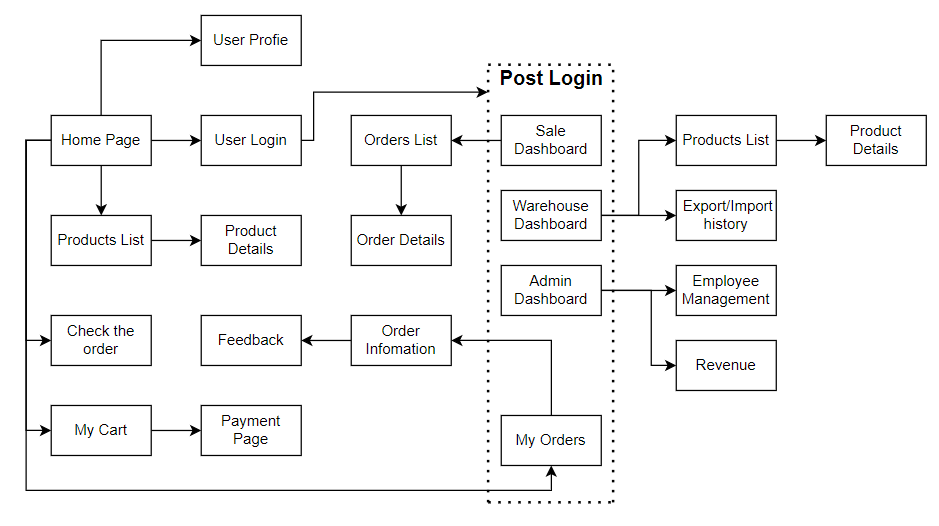 User Profie
Post Login
Home Page
User Login
Orders List
Sale
Dashboard
Products List
Product
Details
Products List
Product
Details
Order Details
Warehouse
Dashboard
Export/Import
history
Admin
Dashboard
Employee
Management
Check the
order
Feedback
Order
Infomation
Revenue
My Cart
Payment
Page
My Orders